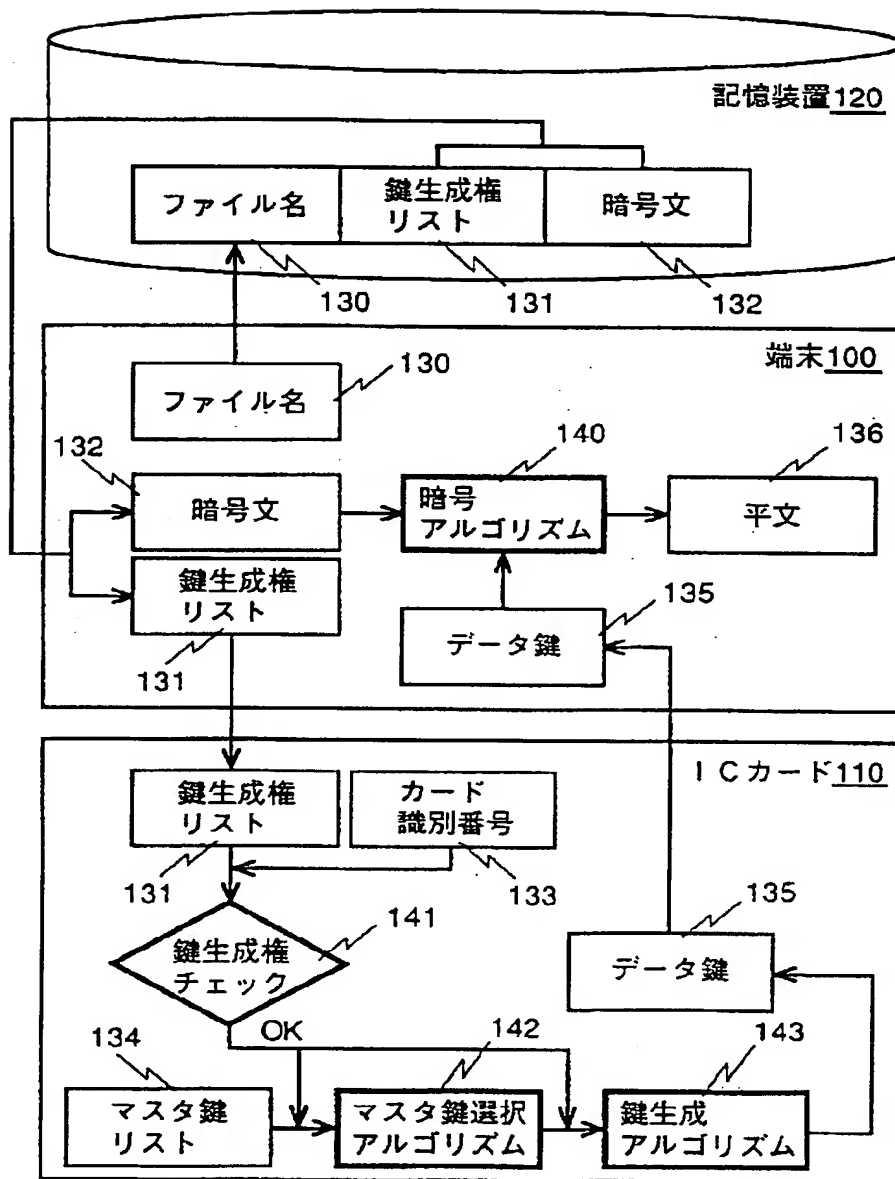 記憶装置120
ファイル名
鍵生成権
リスト
暗号文
130
131
132
端末100
ファイル名
130
132
暗号文
140
暗号
アルゴリズム
136
平文
鍵生成権
リスト
131
データ鍵
135
ICカード110
鍵生成権
リスト
131
カード
識別番号
133
鍵生成権
チェック
141
OK
データ鍵
135
134
マスタ鍵
リスト
142
マスタ鍵選択
アルゴリズム
143
鍵生成
アルゴリズム